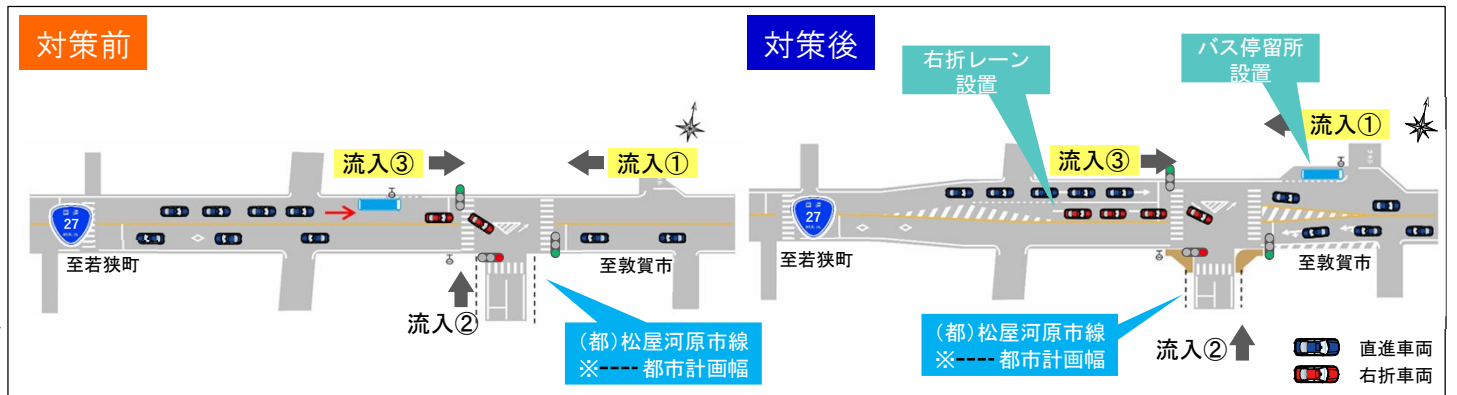 対策前
流入③
流入①
27
至若狭町
至敦賀市
流入②
(都)松屋河原市線
※---- 都市計画幅
対策後
右折レーン
設置
バス停留所
設置
流入①
流入③
27
至若狭町
至敦賀市
(都)松屋河原市線
※---- 都市計画幅
流入②
直進車両
右折車両